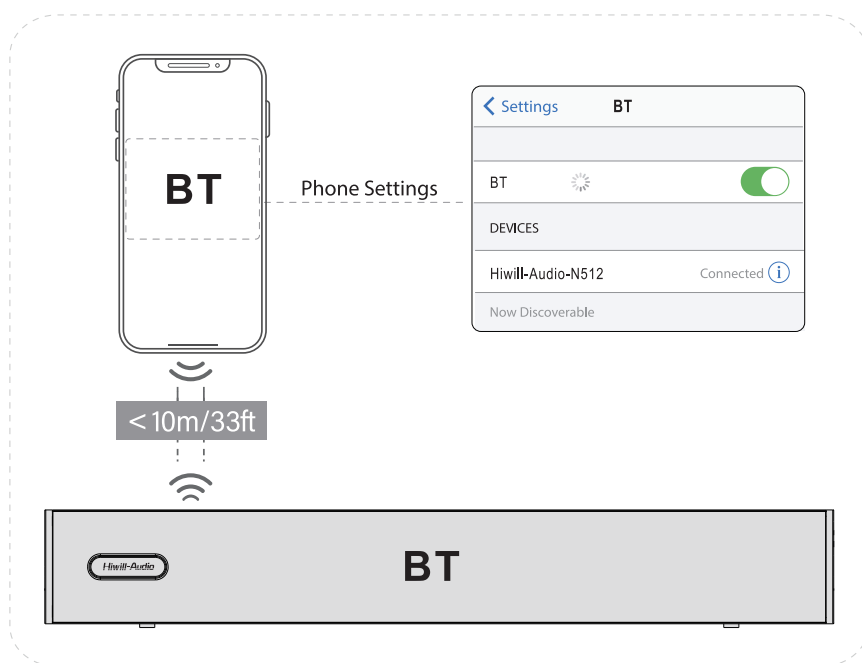 BT
Phone Settings
Settings BT
BT
DEVICES
Hiwill-Audio-N512 Connected i
Now Discoverable
<10m/33ft
Hiwill-Audio
BT